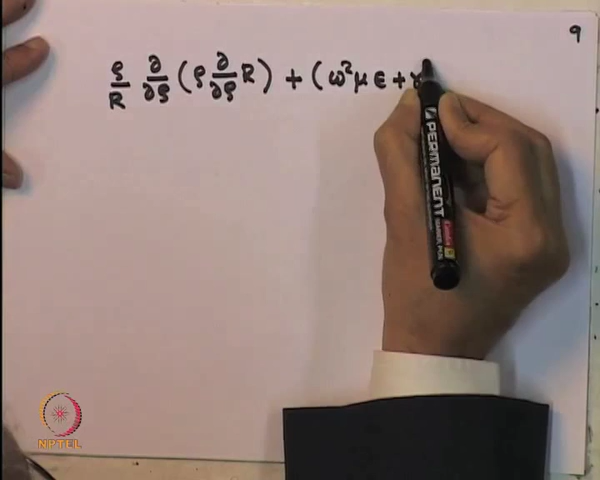 9
ρ/R ∂/∂ρ (ρ ∂/∂ρ R) + (ω²με + γ
PERMANENT
NPTEL